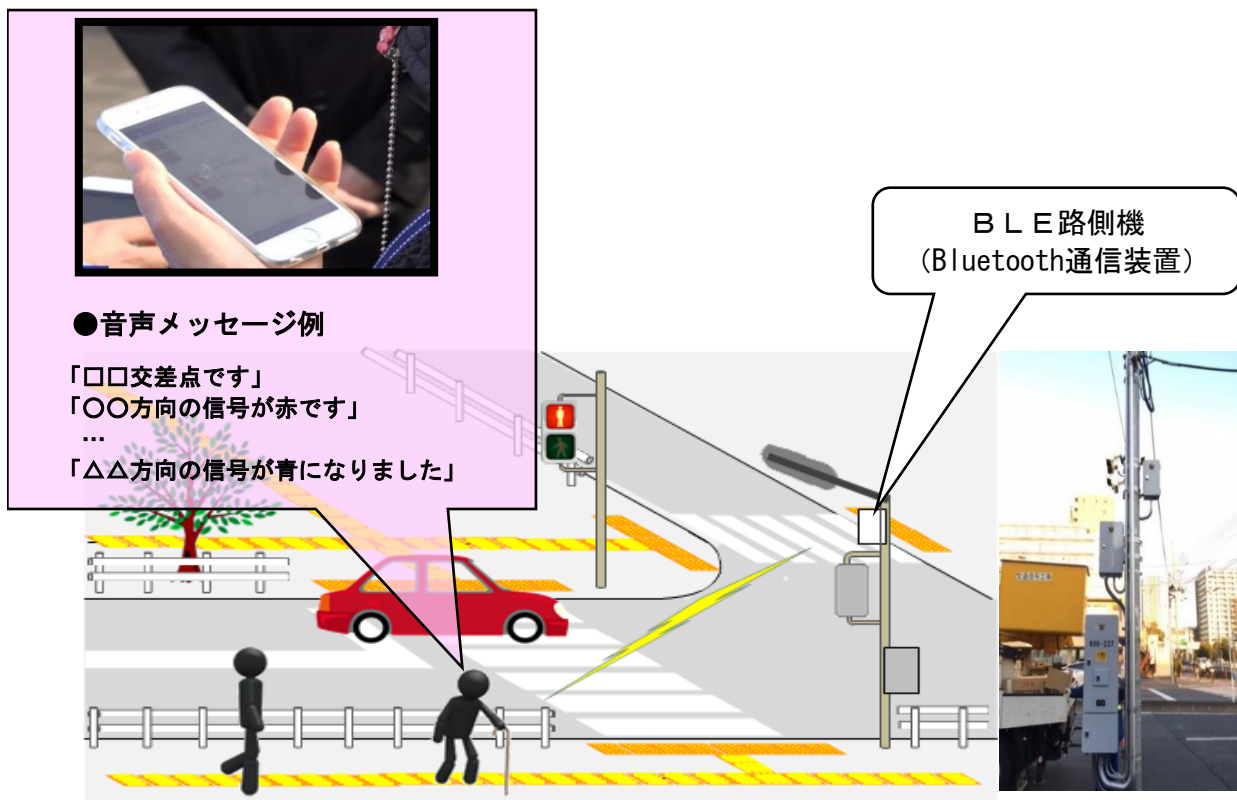 ●音声メッセージ例
「□□交差点です」
「○○方向の信号が赤です」
…
「△△方向の信号が青になりました」
ＢＬＥ路側機
（Bluetooth通信装置）
K06-237